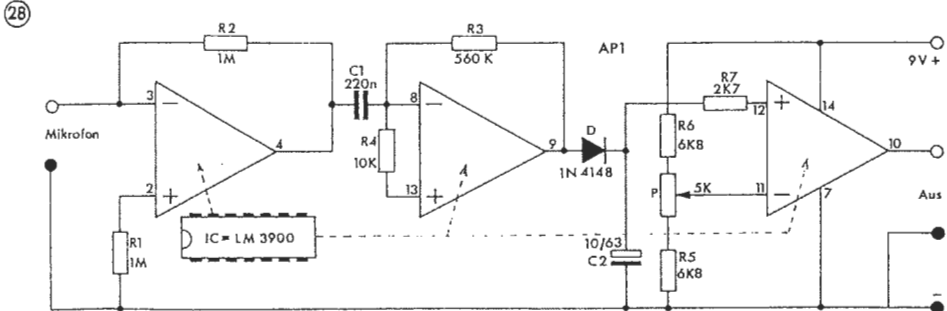 28
R2
1M
C1
220n
R3
560 K
AP1
9V +
R7
2K7
3
−
4
8
−
12
+
14
Mikrofon
R4
10K
9
D
1N 4148
R6
6K8
10
2
+
13
+
P
5K
11
−
7
Aus
R1
1M
IC = LM 3900
10/63
C2
R5
6K8
−